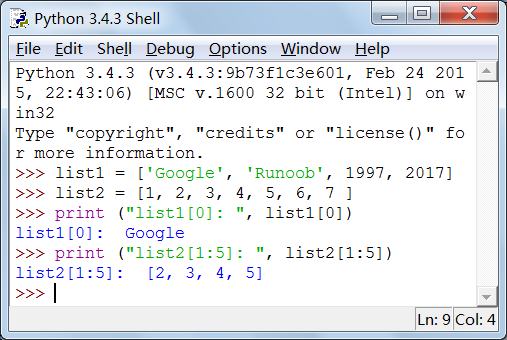 Python 3.4.3 Shell
File Edit Shell Debug Options Window Help
Python 3.4.3 (v3.4.3:9b73f1c3e601, Feb 24 201
5, 22:43:06) [MSC v.1600 32 bit (Intel)] on w
in32
Type "copyright", "credits" or "license()" fo
r more information.
>>> list1 = ['Google', 'Runoob', 1997, 2017]
>>> list2 = [1, 2, 3, 4, 5, 6, 7 ]
>>> print ("list1[0]: ", list1[0])
list1[0]:  Google
>>> print ("list2[1:5]: ", list2[1:5])
list2[1:5]:  [2, 3, 4, 5]
>>>
Ln: 9 Col: 4